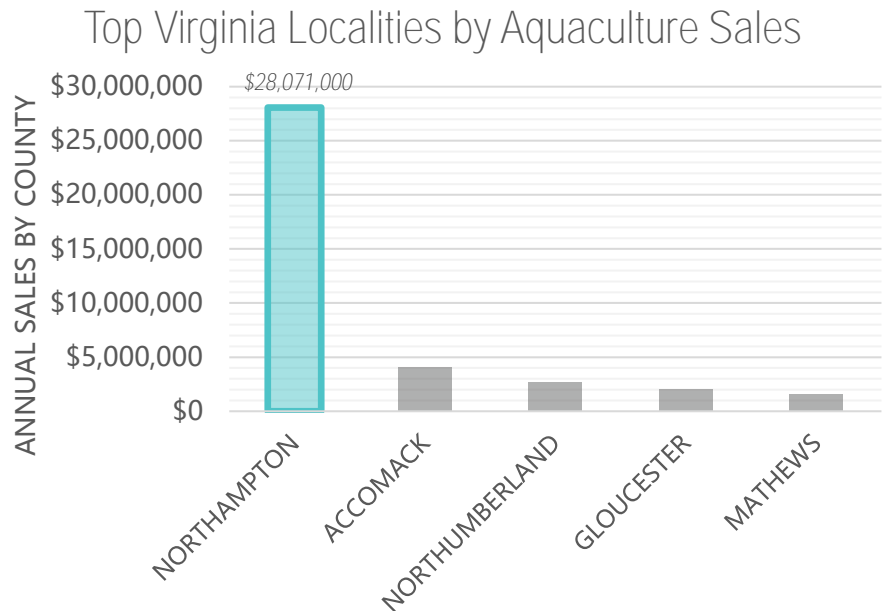 Top Virginia Localities by Aquaculture Sales
ANNUAL SALES BY COUNTY
$30,000,000
$25,000,000
$20,000,000
$15,000,000
$10,000,000
$5,000,000
$0
$28,071,000
NORTHAMPTON
ACCOMACK
NORTHUMBERLAND
GLOUCESTER
MATHEWS